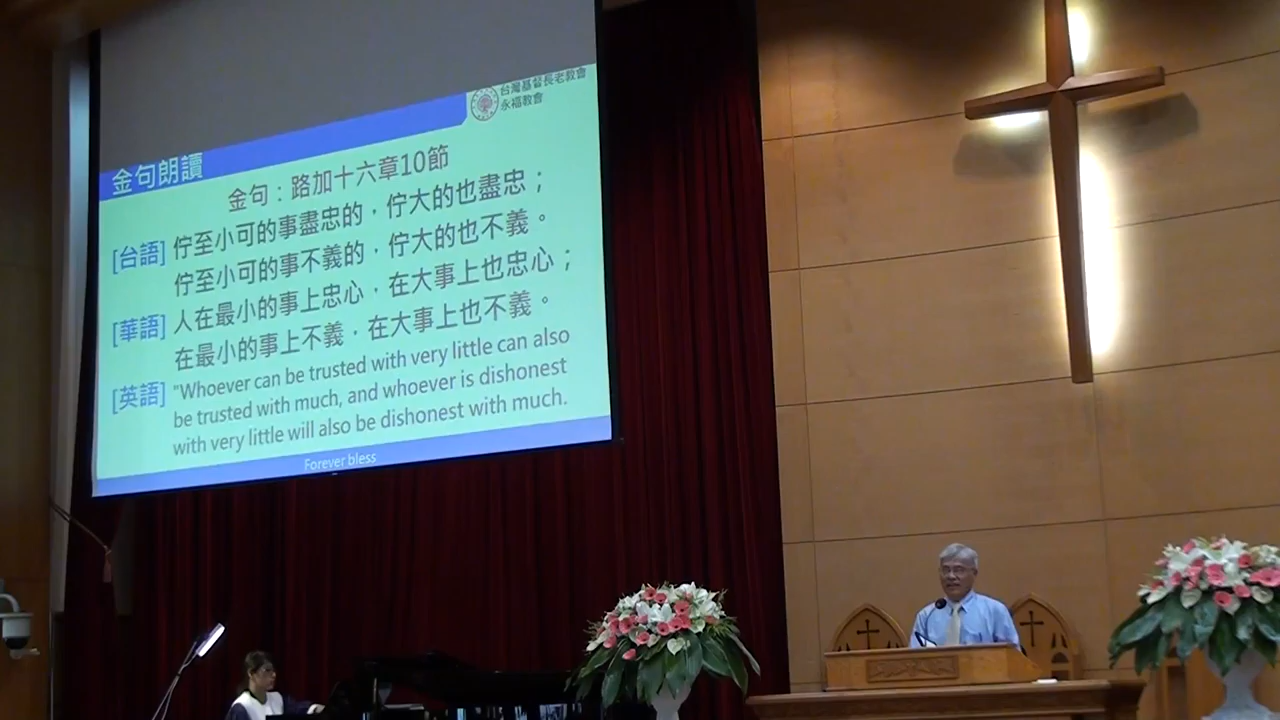 台灣基督長老教會
永福教會
金句朗讀
金句：路加十六章10節
[台語] 佇至小可的事盡忠的，佇大的也盡忠；
佇至小可的事不義的，佇大的也不義。
[華語] 人在最小的事上忠心，在大事上也忠心；
在最小的事上不義，在大事上也不義。
[英語] "Whoever can be trusted with very little can also
be trusted with much, and whoever is dishonest
with very little will also be dishonest with much.
Forever bless